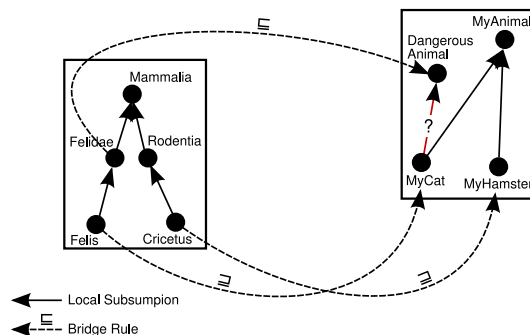 ⊑
MyAnimal
Dangerous
Animal
Mammalia
Felidae
Rodentia
?
MyCat
MyHamster
Felis
Cricetus
⊒
⊒
Local Subsumpion
⊑
Bridge Rule